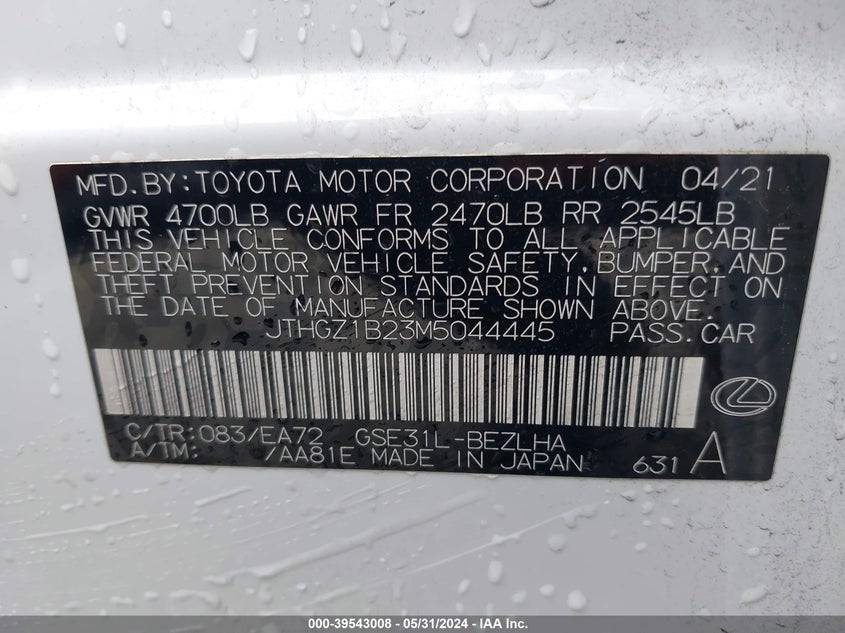 MFD.BY:TOYOTA MOTOR CORPORATION 04/21
GVWR 4700LB GAWR FR 2470LB RR 2545LB
THIS VEHICLE CONFORMS TO ALL APPLICABLE
FEDERAL MOTOR VEHICLE SAFETY,BUMPER,AND
THEFT PREVENTION STANDARDS IN EFFECT ON
THE DATE OF MANUFACTURE SHOWN ABOVE.
JTHGZ1B23M5044445 PASS.CAR
C/TR:083/EA72 GSE31L-BEZLHA
A/TM: /AA81E MADE IN JAPAN 631 A
000-39543008 - 05/31/2024 - IAA Inc.